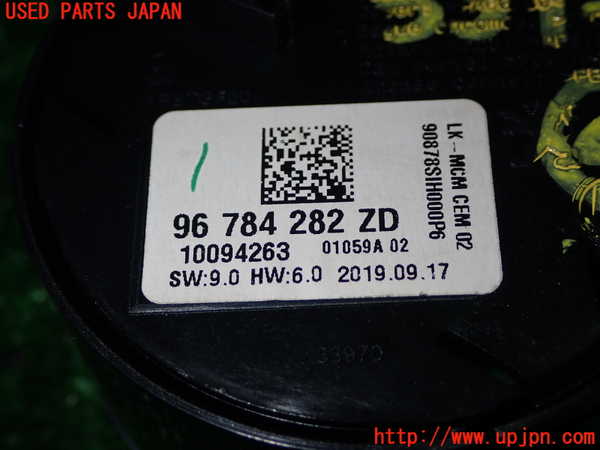 USED PARTS JAPAN
96 784 282 ZD
10094263 01059A 02
SW:9.0 HW:6.0 2019.09.17
LK-MCM CEM 02
90878SIH000P6
33970
http://www.upjpn.com/